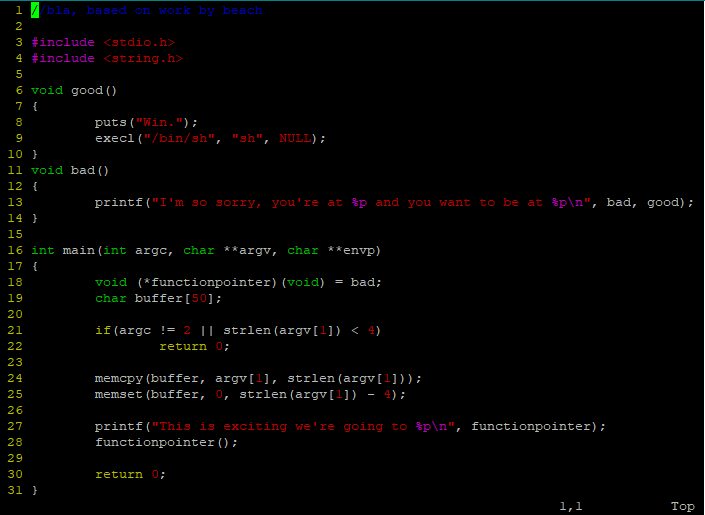 1 //bla, based on work by beach
2
3 #include <stdio.h>
4 #include <string.h>
5
6 void good()
7 {
8         puts("Win.");
9         execl("/bin/sh", "sh", NULL);
10 }
11 void bad()
12 {
13         printf("I'm so sorry, you're at %p and you want to be at %p\n", bad, good);
14 }
15
16 int main(int argc, char **argv, char **envp)
17 {
18         void (*functionpointer)(void) = bad;
19         char buffer[50];
20
21         if(argc != 2 || strlen(argv[1]) < 4)
22                 return 0;
23
24         memcpy(buffer, argv[1], strlen(argv[1]));
25         memset(buffer, 0, strlen(argv[1]) - 4);
26
27         printf("This is exciting we're going to %p\n", functionpointer);
28         functionpointer();
29
30         return 0;
31 }
1,1 Top